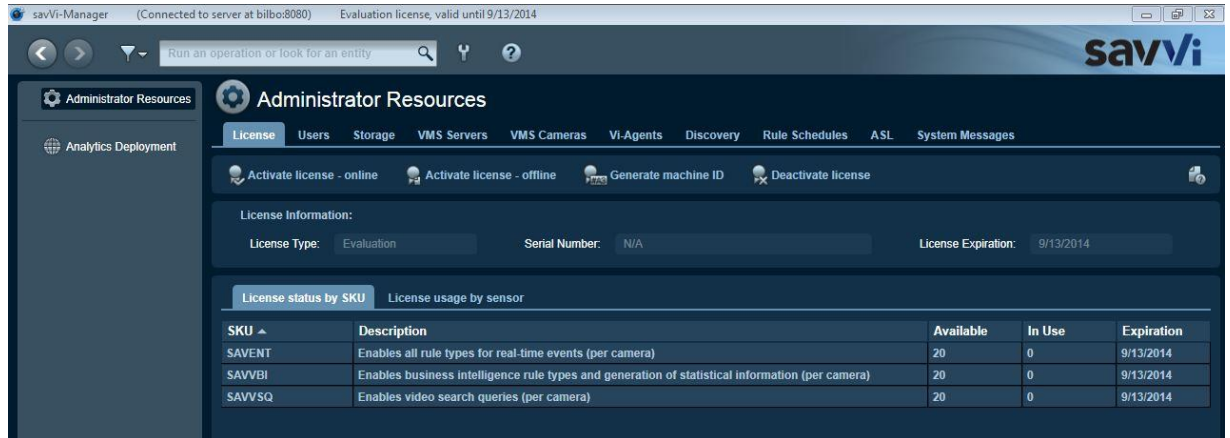 savVi-Manager (Connected to server at bilbo:8080) Evaluation license, valid until 9/13/2014
Run an operation or look for an entity
savVi
Administrator Resources
Analytics Deployment
Administrator Resources
License Users Storage VMS Servers VMS Cameras Vi-Agents Discovery Rule Schedules ASL System Messages
Activate license - online Activate license - offline Generate machine ID Deactivate license
License Information:
License Type: Evaluation Serial Number: N/A License Expiration: 9/13/2014
License status by SKU License usage by sensor
SKU Description Available In Use Expiration
SAVENT Enables all rule types for real-time events (per camera) 20 0 9/13/2014
SAVVBI Enables business intelligence rule types and generation of statistical information (per camera) 20 0 9/13/2014
SAVVSQ Enables video search queries (per camera) 20 0 9/13/2014